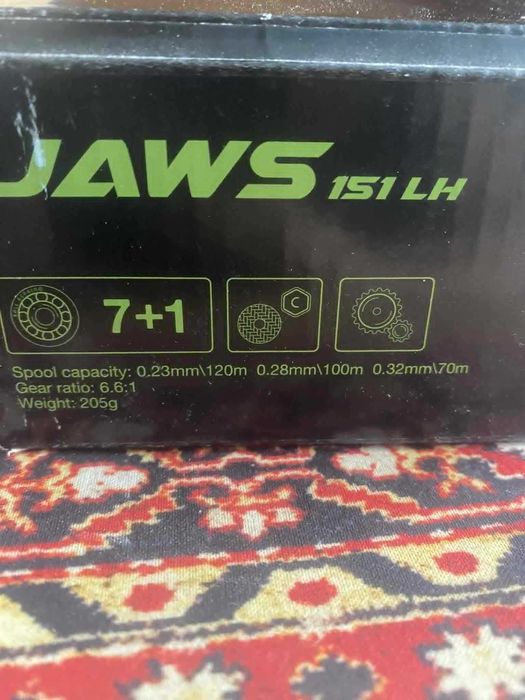 JAWS 151 LH
7+1
C
Spool capacity: 0.23mm\120m 0.28mm\100m 0.32mm\70m
Gear ratio: 6.6:1
Weight: 205g